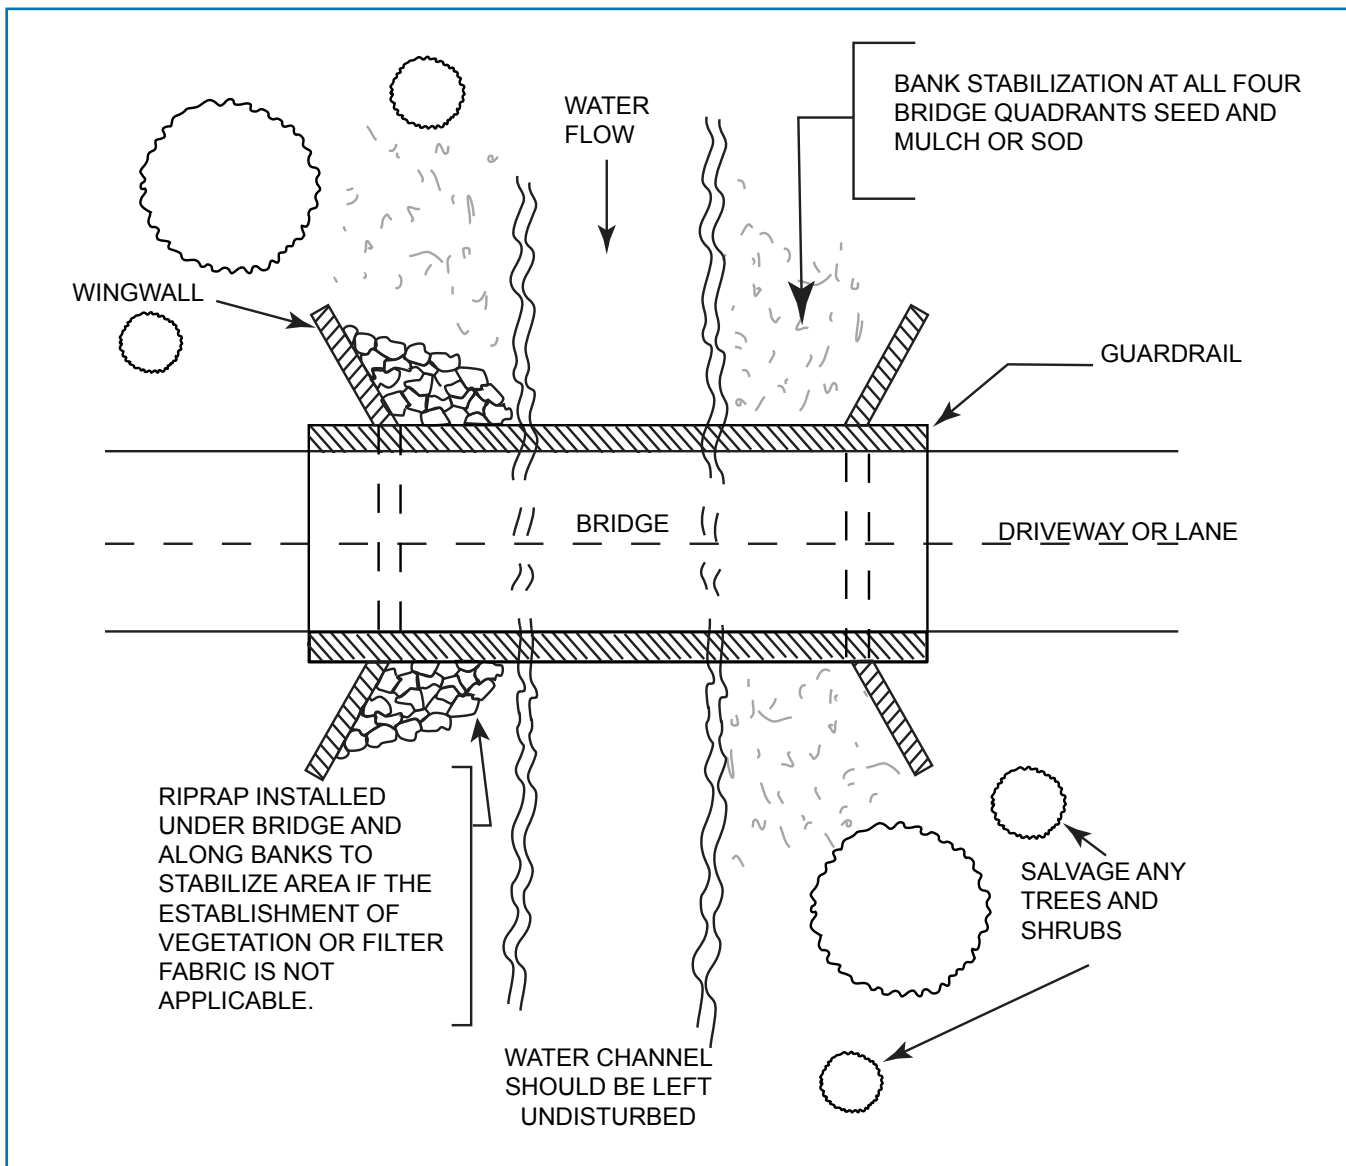 WATER
FLOW
BANK STABILIZATION AT ALL FOUR
BRIDGE QUADRANTS SEED AND
MULCH OR SOD
WINGWALL
GUARDRAIL
BRIDGE
DRIVEWAY OR LANE
RIPRAP INSTALLED
UNDER BRIDGE AND
ALONG BANKS TO
STABILIZE AREA IF THE
ESTABLISHMENT OF
VEGETATION OR FILTER
FABRIC IS NOT
APPLICABLE.
SALVAGE ANY
TREES AND
SHRUBS
WATER CHANNEL
SHOULD BE LEFT
UNDISTURBED